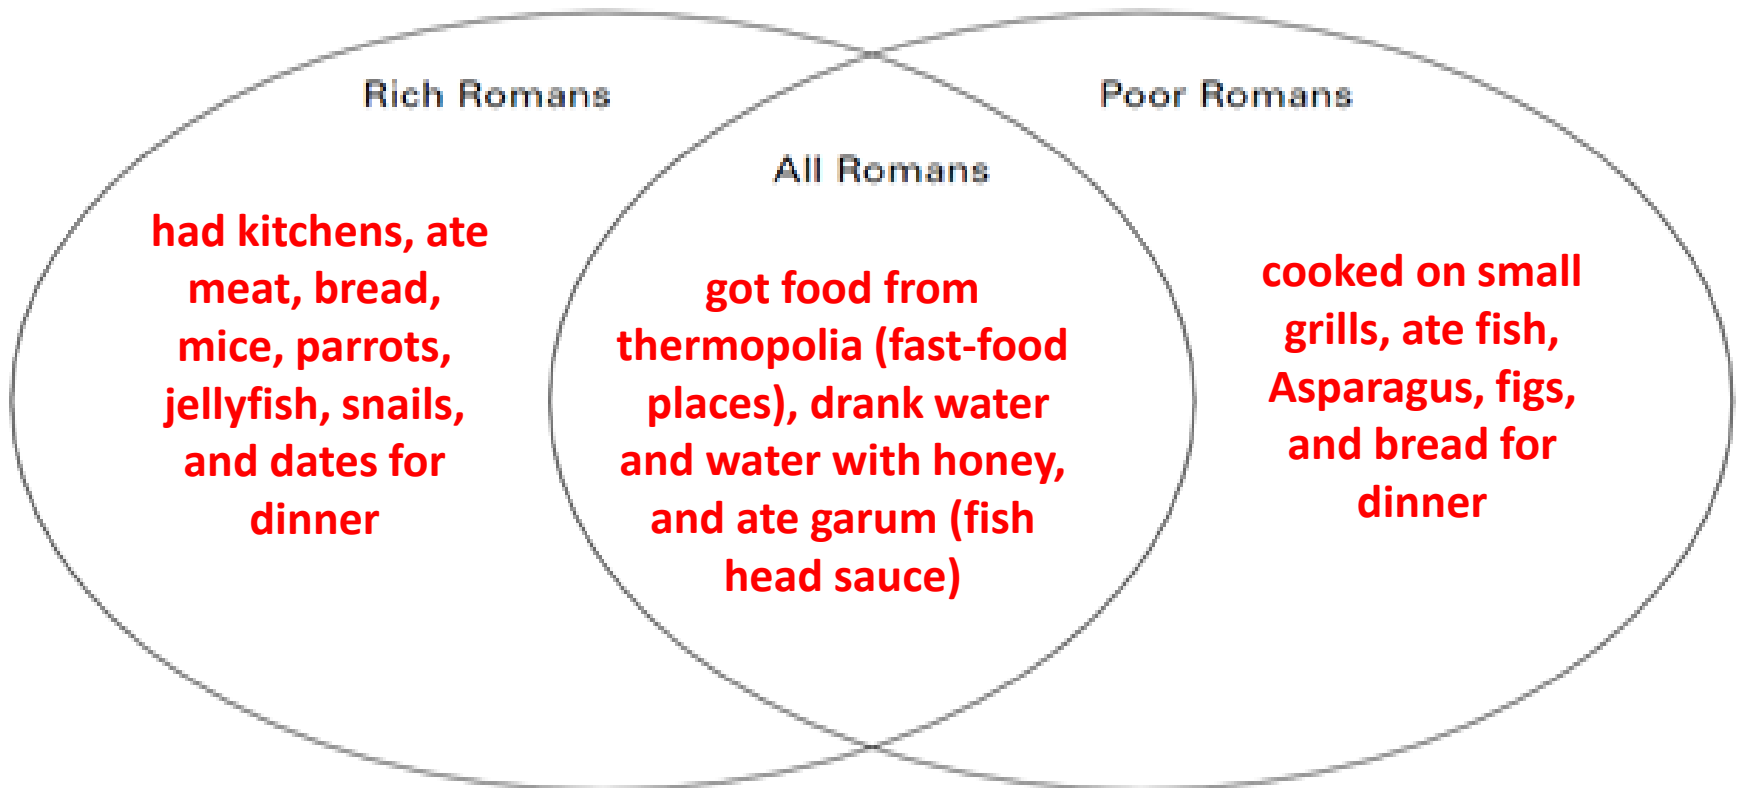 Rich Romans
had kitchens, ate
meat, bread,
mice, parrots,
jellyfish, snails,
and dates for
dinner
All Romans
got food from
thermopolia (fast-food
places), drank water
and water with honey,
and ate garum (fish
head sauce)
Poor Romans
cooked on small
grills, ate fish,
Asparagus, figs,
and bread for
dinner